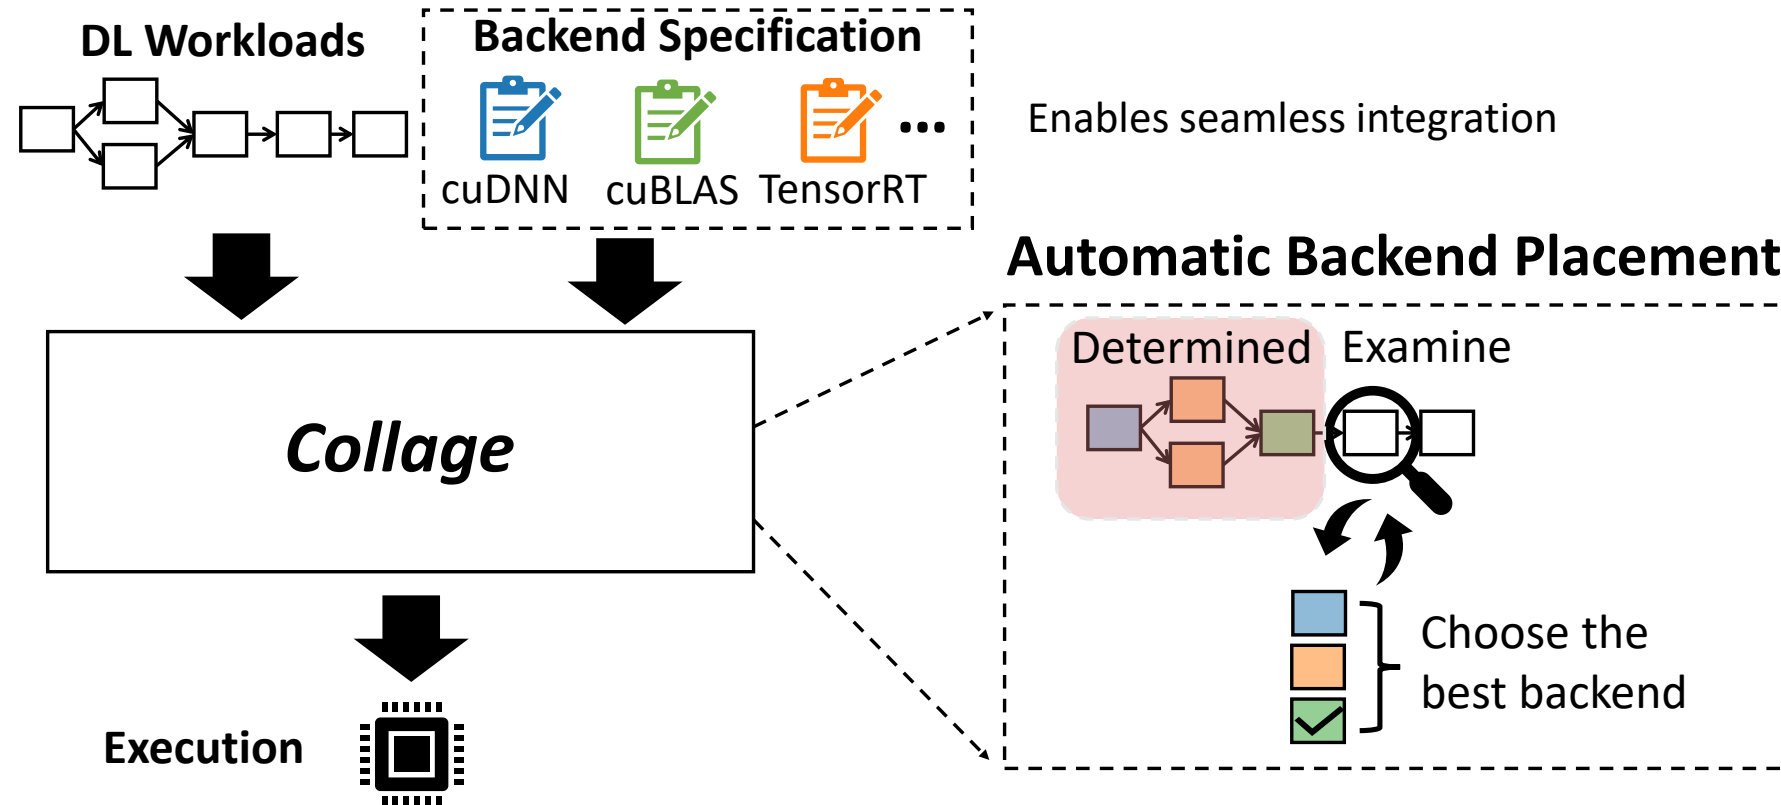 DL Workloads
Backend Specification
cuDNN
cuBLAS
TensorRT
...
Enables seamless integration
Automatic Backend Placement
Collage
Determined
Examine
Choose the
best backend
Execution